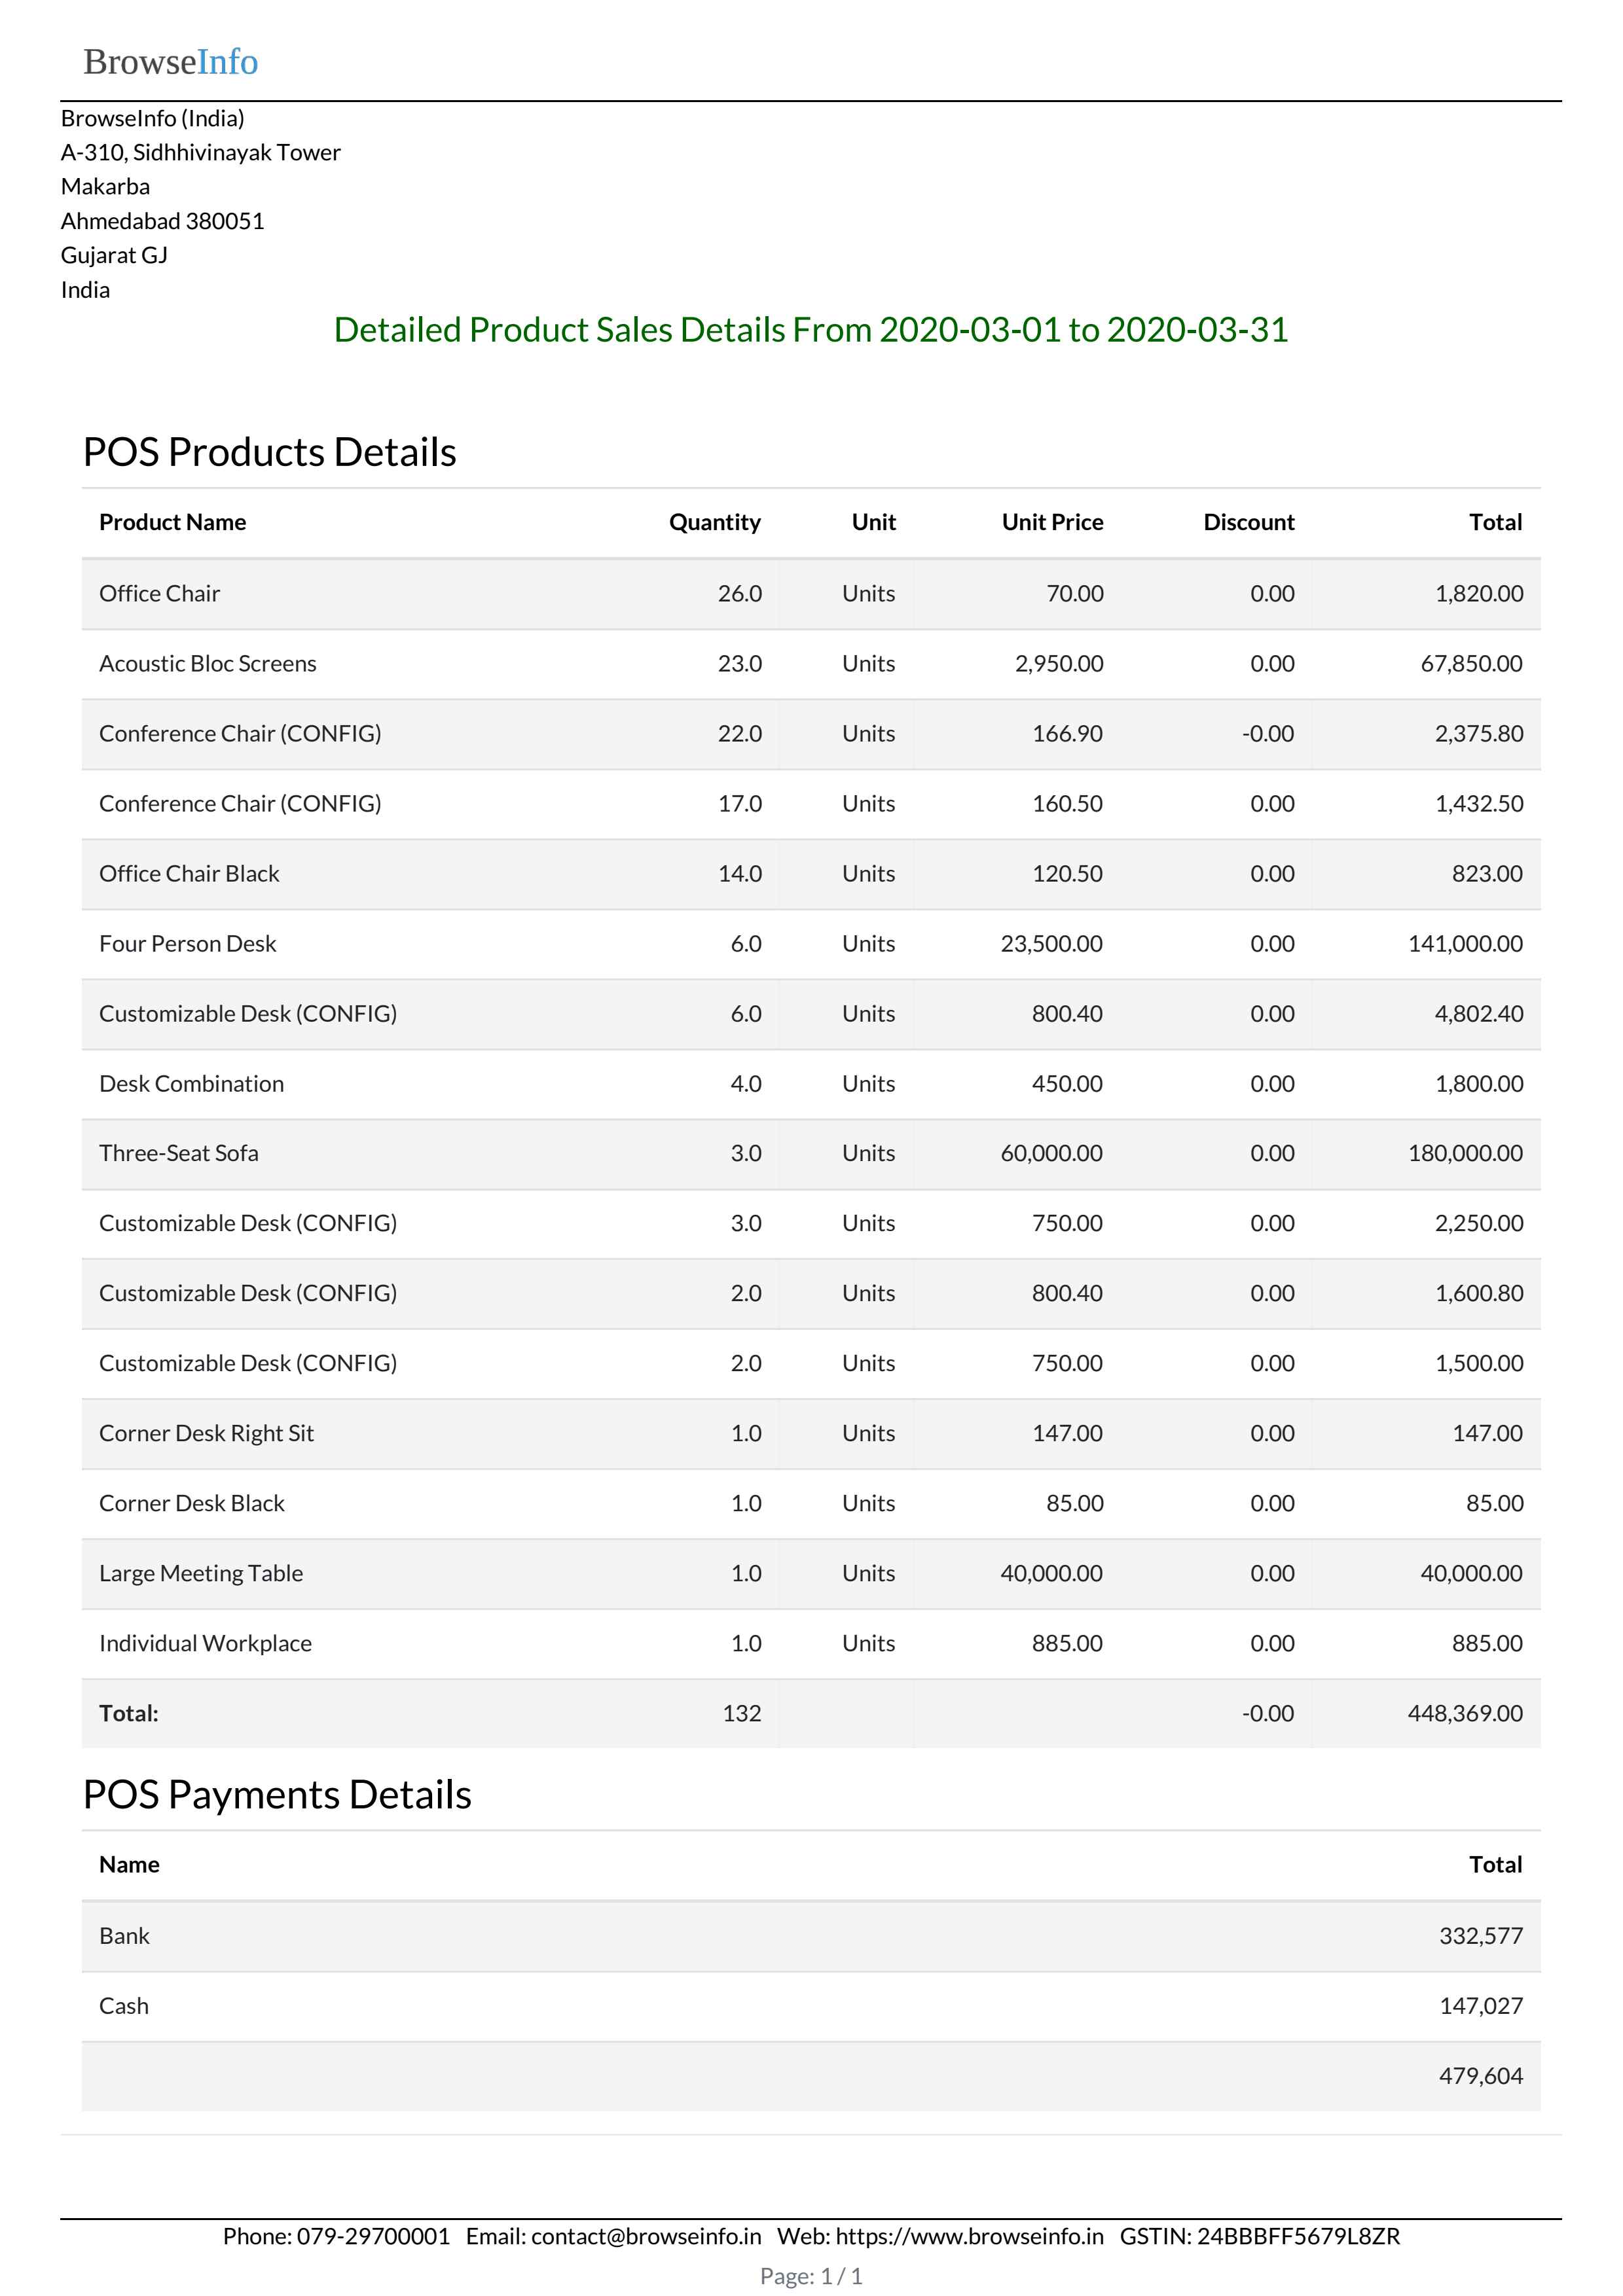 BrowseInfo
BrowseInfo (India)
A-310, Sidhhivinayak Tower
Makarba
Ahmedabad 380051
Gujarat GJ
India
Detailed Product Sales Details From 2020-03-01 to 2020-03-31
POS Products Details
Product Name Quantity Unit Unit Price Discount Total
Office Chair 26.0 Units 70.00 0.00 1,820.00
Acoustic Bloc Screens 23.0 Units 2,950.00 0.00 67,850.00
Conference Chair (CONFIG) 22.0 Units 166.90 -0.00 2,375.80
Conference Chair (CONFIG) 17.0 Units 160.50 0.00 1,432.50
Office Chair Black 14.0 Units 120.50 0.00 823.00
Four Person Desk 6.0 Units 23,500.00 0.00 141,000.00
Customizable Desk (CONFIG) 6.0 Units 800.40 0.00 4,802.40
Desk Combination 4.0 Units 450.00 0.00 1,800.00
Three-Seat Sofa 3.0 Units 60,000.00 0.00 180,000.00
Customizable Desk (CONFIG) 3.0 Units 750.00 0.00 2,250.00
Customizable Desk (CONFIG) 2.0 Units 800.40 0.00 1,600.80
Customizable Desk (CONFIG) 2.0 Units 750.00 0.00 1,500.00
Corner Desk Right Sit 1.0 Units 147.00 0.00 147.00
Corner Desk Black 1.0 Units 85.00 0.00 85.00
Large Meeting Table 1.0 Units 40,000.00 0.00 40,000.00
Individual Workplace 1.0 Units 885.00 0.00 885.00
Total: 132 -0.00 448,369.00
POS Payments Details
Name Total
Bank 332,577
Cash 147,027
479,604
Phone: 079-29700001 Email: contact@browseinfo.in Web: https://www.browseinfo.in GSTIN: 24BBBFF5679L8ZR
Page: 1 / 1